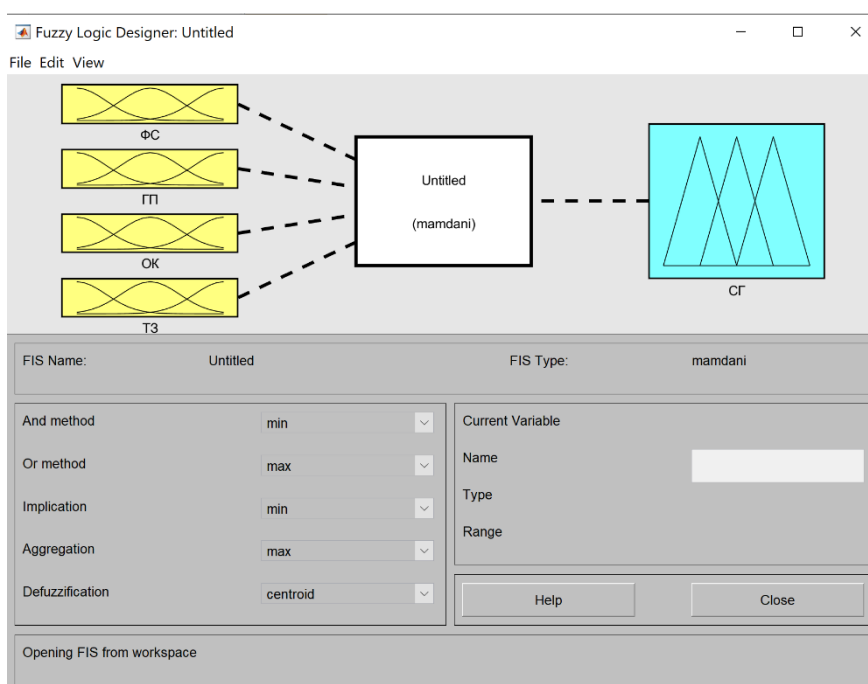 Fuzzy Logic Designer: Untitled
File Edit View
ФС
ГП
ОК
ТЗ
Untitled
(mamdani)
СГ
FIS Name: Untitled FIS Type: mamdani
And method min
Or method max
Implication min
Aggregation max
Defuzzification centroid
Current Variable
Name
Type
Range
Help Close
Opening FIS from workspace